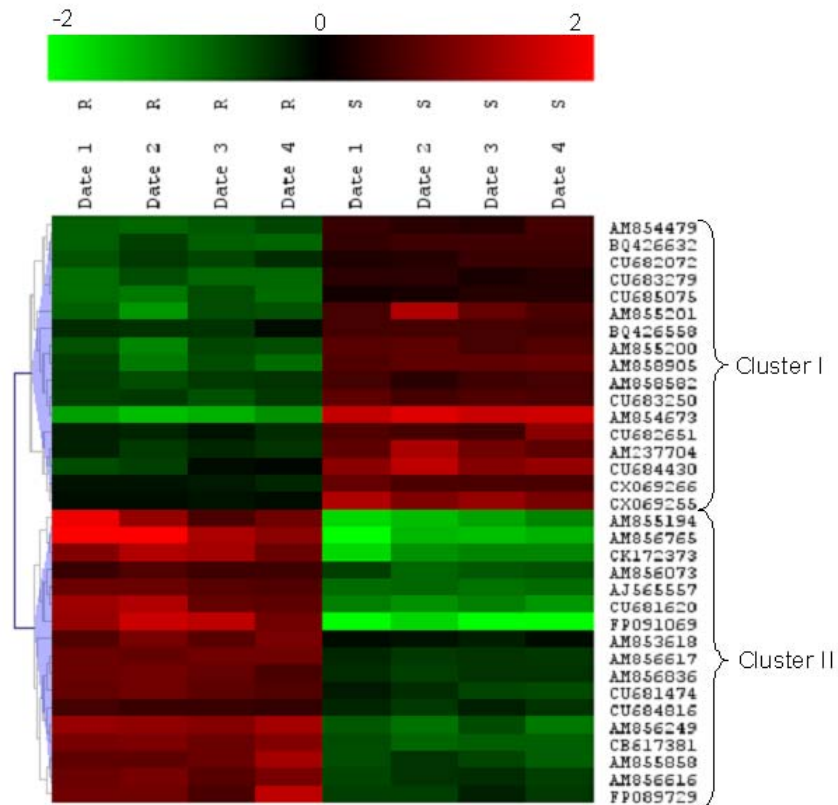 -2 0 2
R R R R S S S S
Date 1 Date 2 Date 3 Date 4 Date 1 Date 2 Date 3 Date 4
AM854479
BQ426632
CU682072
CU683279
CU685075
AM855201
BQ426558
AM855200
AM858905
AM858582
CU683250
AM854673
CU682651
AM237704
CU684430
CX069266
CX069255
Cluster I
AM855194
AM856765
CK172373
AM856073
AJ565557
CU681620
FP091069
AM853618
AM856617
AM856836
CU681474
CU684816
AM856249
CB617381
AM855858
AM856616
FP089729
Cluster II